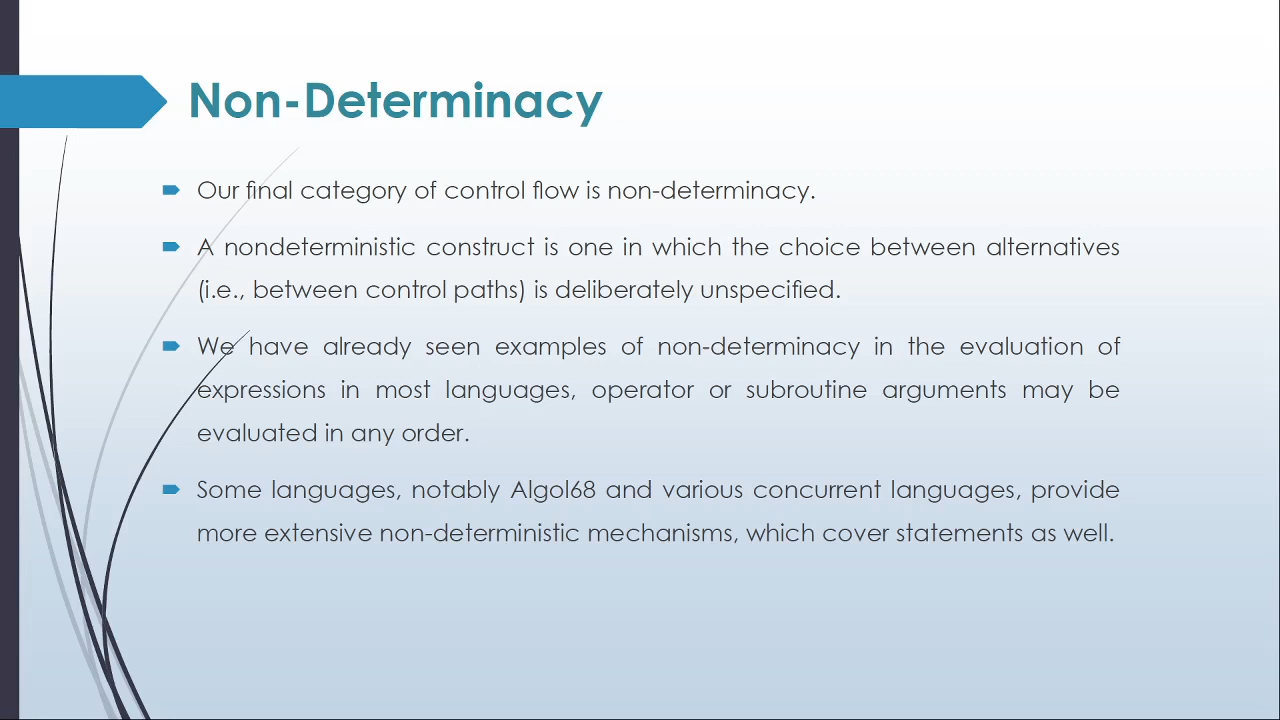 Non-Determinacy
Our final category of control flow is non-determinacy.
A nondeterministic construct is one in which the choice between alternatives
(i.e., between control paths) is deliberately unspecified.
We have already seen examples of non-determinacy in the evaluation of
expressions in most languages, operator or subroutine arguments may be
evaluated in any order.
Some languages, notably Algol68 and various concurrent languages, provide
more extensive non-deterministic mechanisms, which cover statements as well.